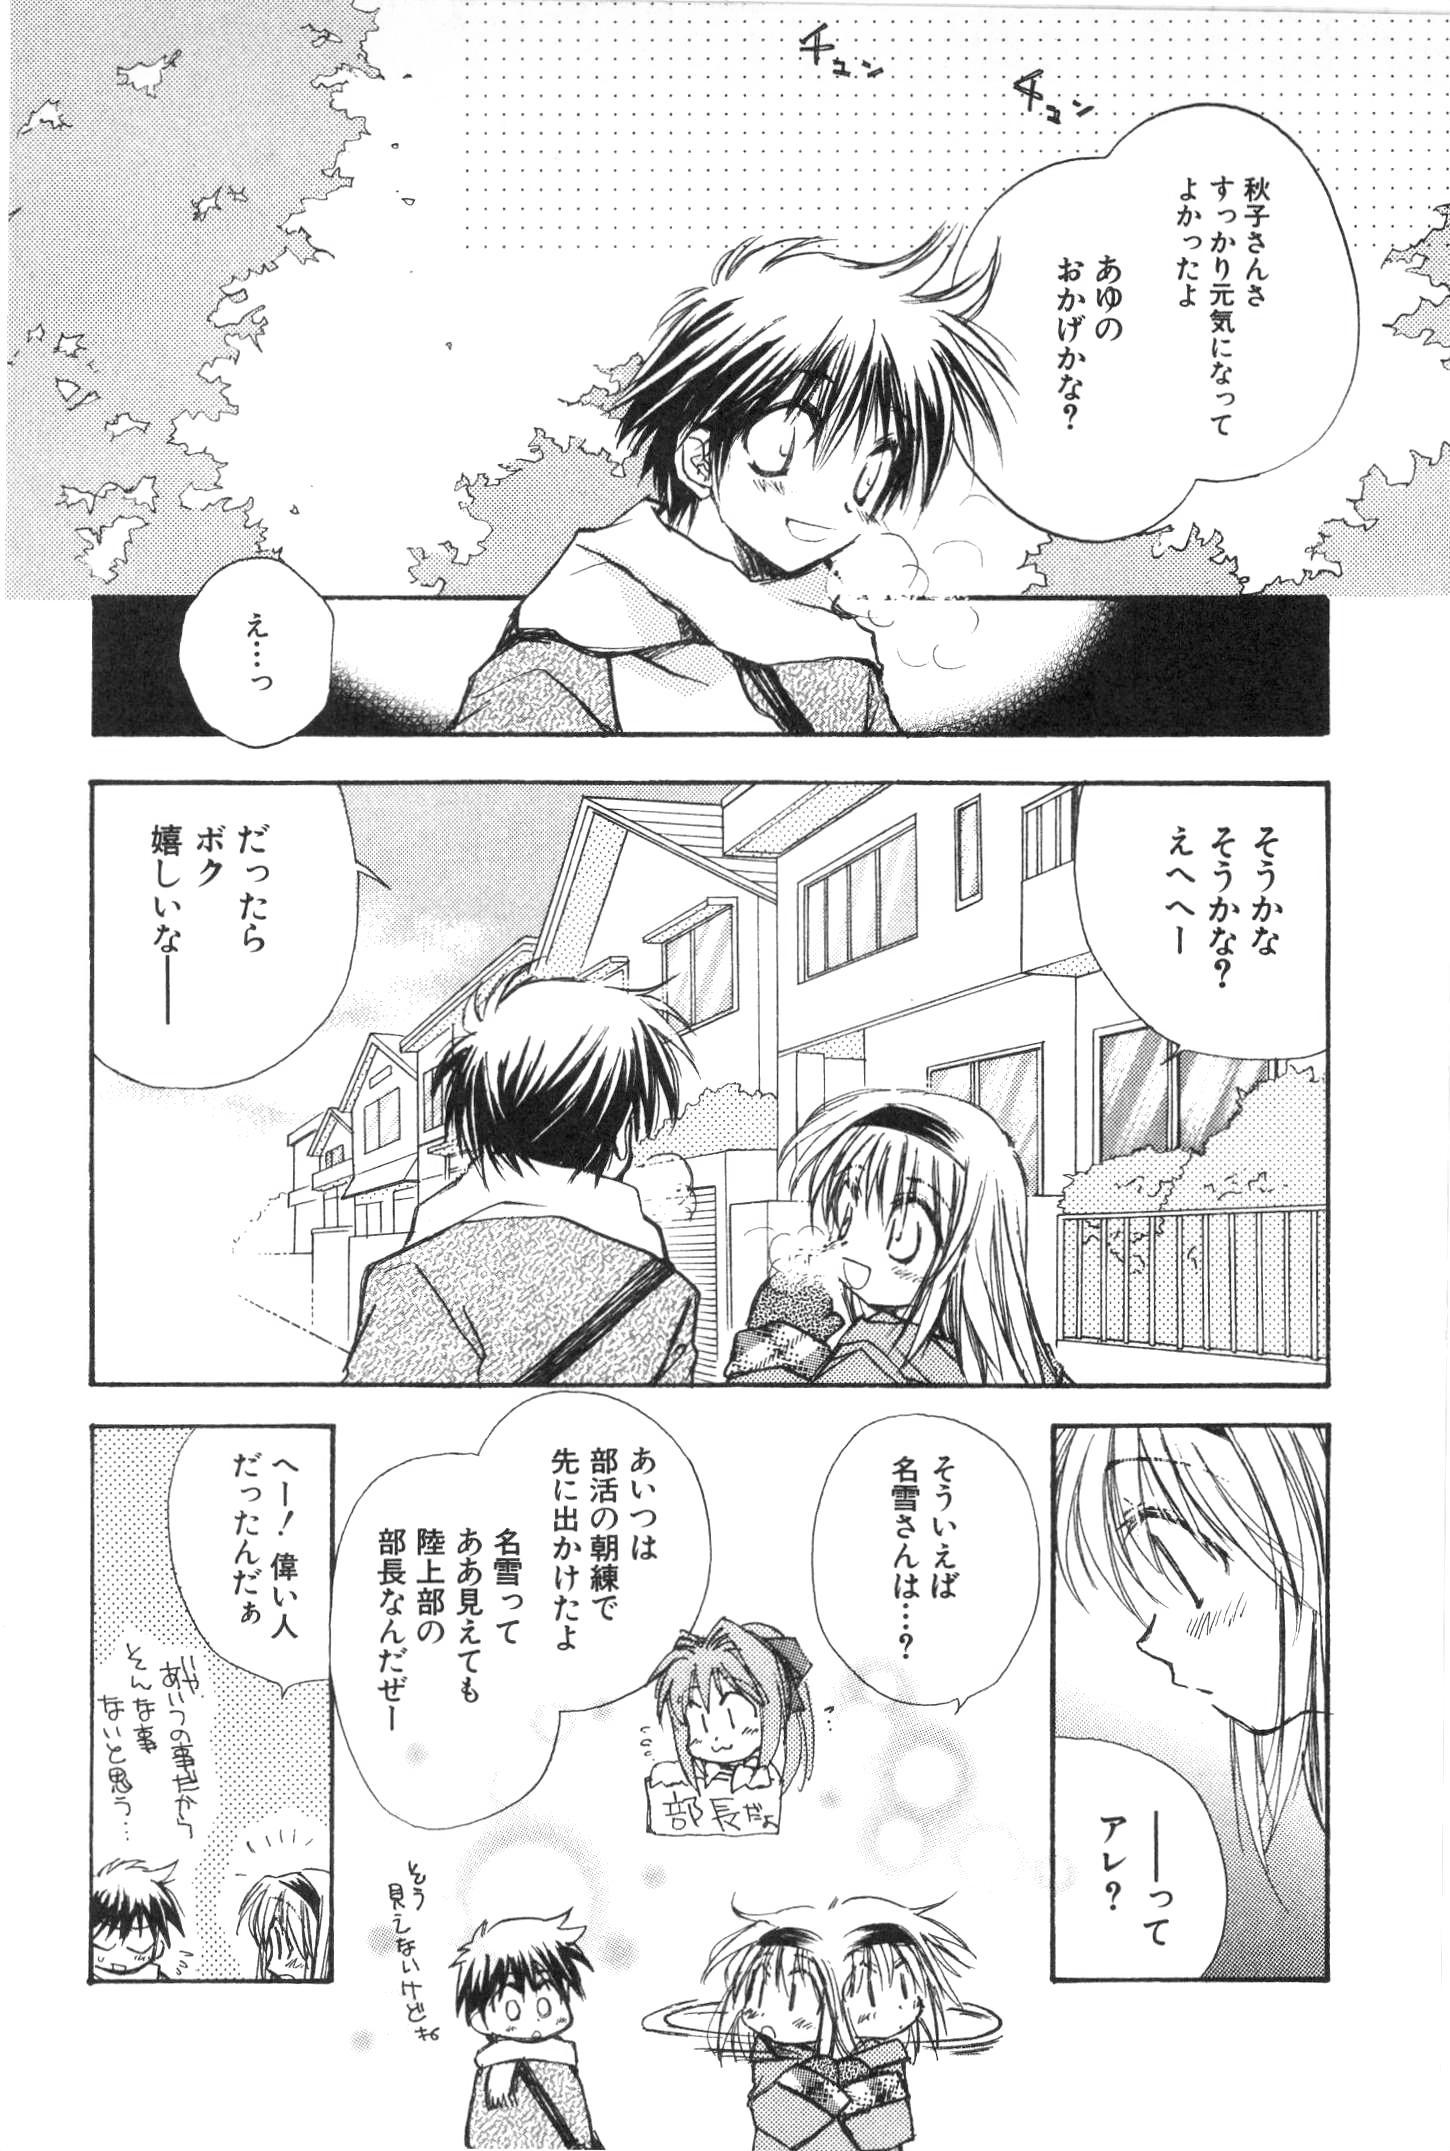 チュン
チュン
秋子さんさ
すっかり元気になって
よかったよ
あゆの
おかげかな?
え…っ
そうかな
そうかな?
えへへー
だったら
ボク
嬉しいなー
―って
アレ?
そういえば
名雪さんは…?
あいつは
部活の朝練で
先に出かけたよ
名雪って
ああ見えても
陸上部の
部長なんだぜー
部長だよ
そう
見えないけどな
へー!偉い人
だったんだぁ
いや、
あいつの事だから
そんな事
ないと思う…